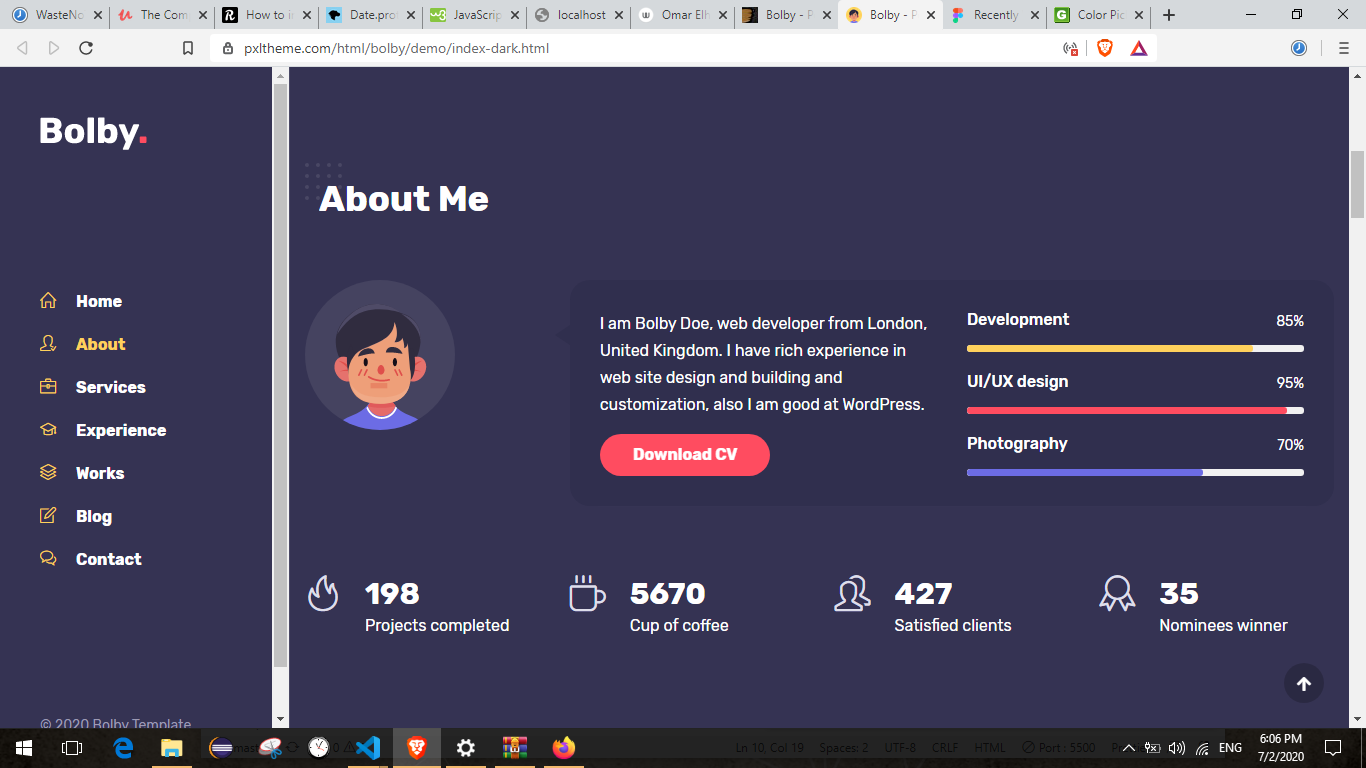 WasteNo
The Com
How to in
Date.prot
JavaScrip
localhost
Omar Elh
Bolby - P
Bolby - P
Recently
Color Pic
pxltheme.com/html/bolby/demo/index-dark.html
Bolby.
Home
About
Services
Experience
Works
Blog
Contact
© 2020 Bolby Template
About Me
I am Bolby Doe, web developer from London,
United Kingdom. I have rich experience in
web site design and building and
customization, also I am good at WordPress.
Download CV
Development 85%
UI/UX design 95%
Photography 70%
198
Projects completed
5670
Cup of coffee
427
Satisfied clients
35
Nominees winner
Ln 10, Col 19 Spaces: 2 UTF-8 CRLF HTML Port : 5500
ENG
6:06 PM
7/2/2020